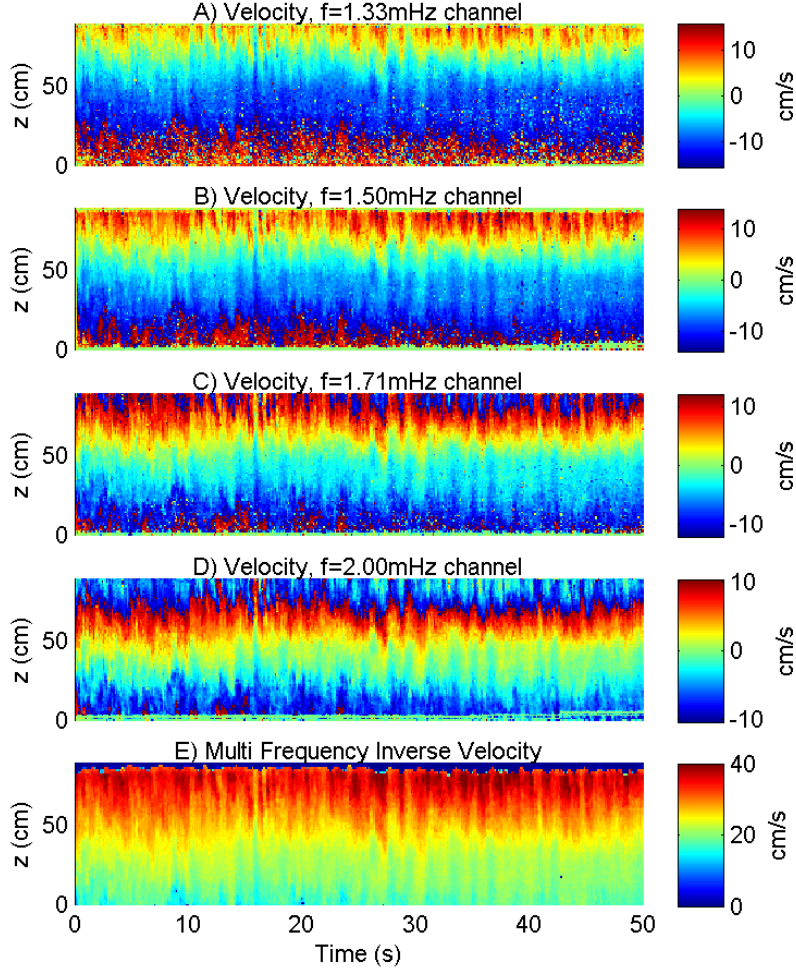 A) Velocity, f=1.33mHz channel
z (cm)
50
0
10
0
-10
cm/s
B) Velocity, f=1.50mHz channel
z (cm)
50
0
10
0
-10
cm/s
C) Velocity, f=1.71mHz channel
z (cm)
50
0
10
0
-10
cm/s
D) Velocity, f=2.00mHz channel
z (cm)
50
0
10
0
-10
cm/s
E) Multi Frequency Inverse Velocity
z (cm)
50
0
40
20
0
cm/s
0 10 20 30 40 50
Time (s)